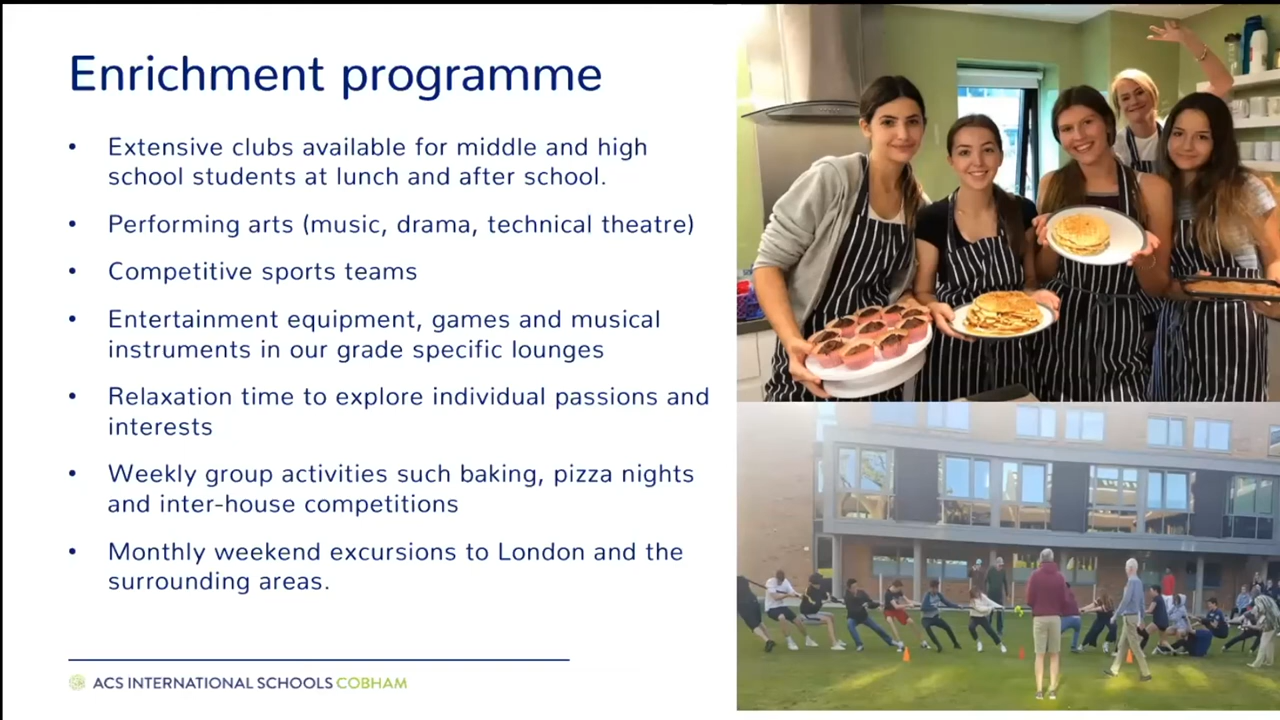 Enrichment programme
• Extensive clubs available for middle and high
school students at lunch and after school.
• Performing arts (music, drama, technical theatre)
• Competitive sports teams
• Entertainment equipment, games and musical
instruments in our grade specific lounges
• Relaxation time to explore individual passions and
interests
• Weekly group activities such baking, pizza nights
and inter-house competitions
• Monthly weekend excursions to London and the
surrounding areas.
ACS INTERNATIONAL SCHOOLS COBHAM